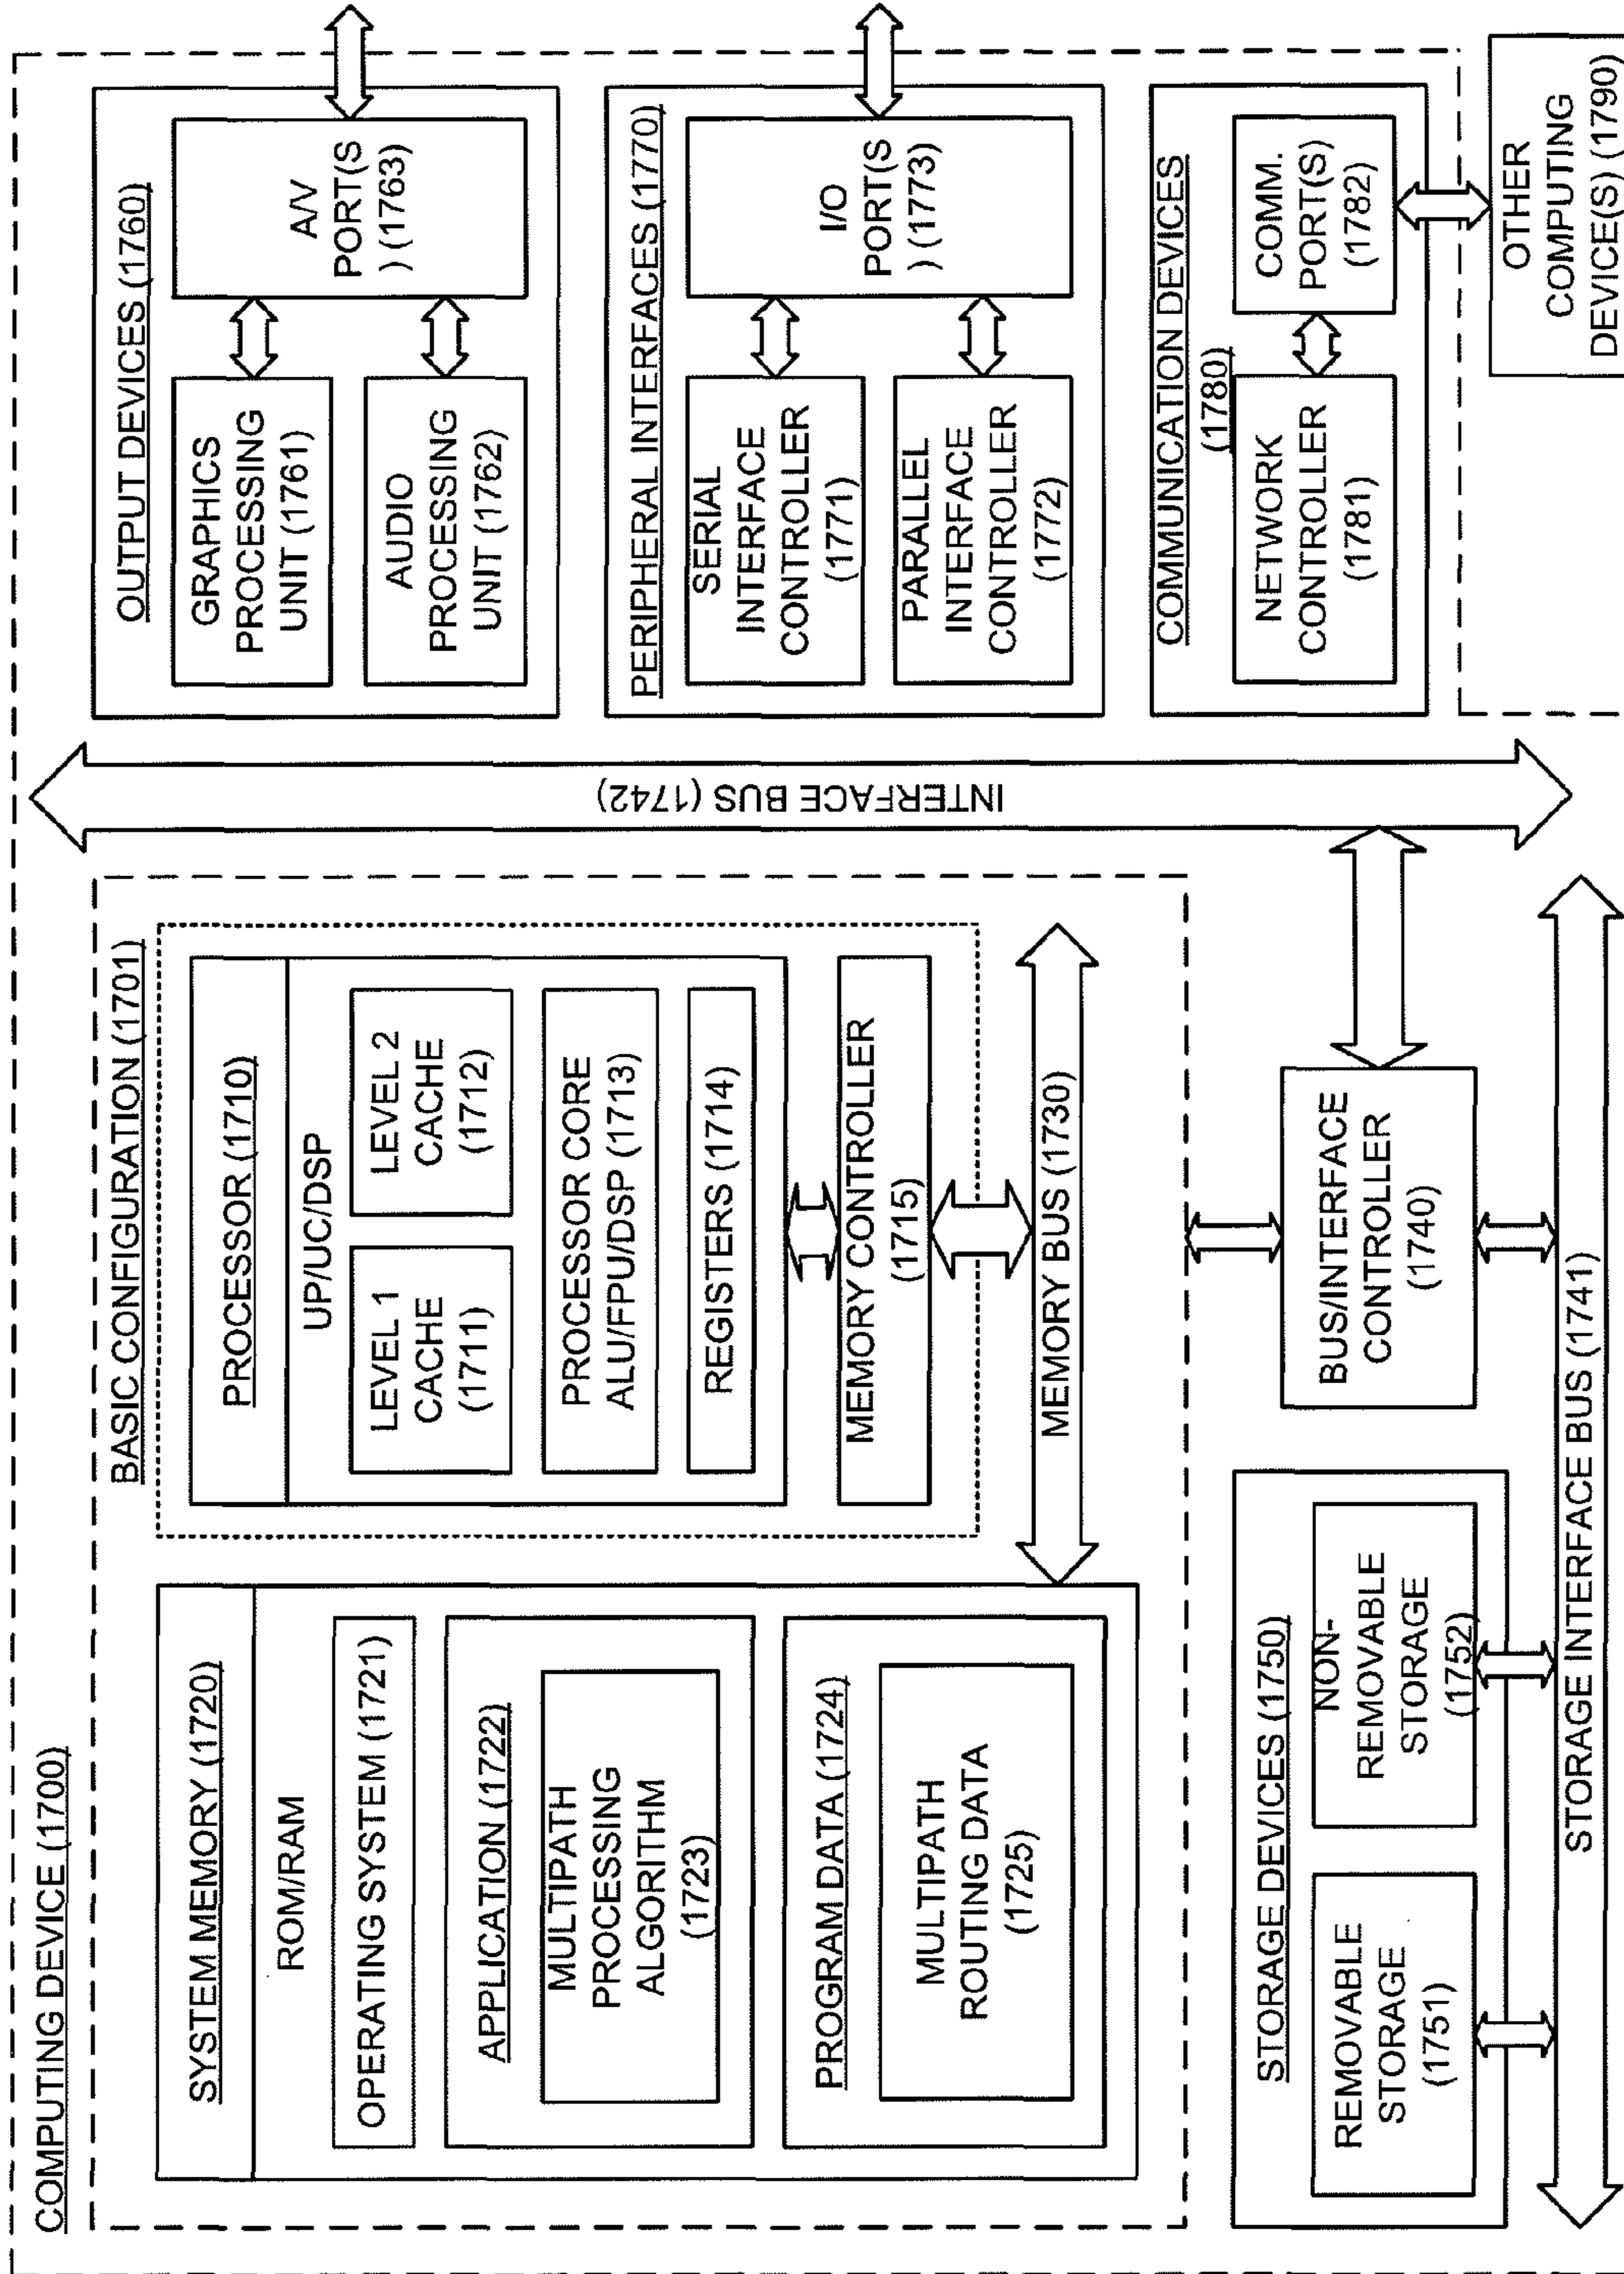 COMPUTING DEVICE (1700)
BASIC CONFIGURATION (1701)
SYSTEM MEMORY (1720)
ROM/RAM
OPERATING SYSTEM (1721)
APPLICATION (1722)
MULTIPATH
PROCESSING
ALGORITHM
(1723)
PROGRAM DATA (1724)
MULTIPATH
ROUTING DATA
(1725)
PROCESSOR (1710)
UP/UC/DSP
LEVEL 1
CACHE
(1711)
LEVEL 2
CACHE
(1712)
PROCESSOR CORE
ALU/FPU/DSP (1713)
REGISTERS (1714)
MEMORY CONTROLLER
(1715)
MEMORY BUS (1730)
BUS/INTERFACE
CONTROLLER
(1740)
STORAGE DEVICES (1750)
REMOVABLE
STORAGE
(1751)
NON-
REMOVABLE
STORAGE
(1752)
STORAGE INTERFACE BUS (1741)
INTERFACE BUS (1742)
OUTPUT DEVICES (1760)
GRAPHICS
PROCESSING
UNIT (1761)
AUDIO
PROCESSING
UNIT (1762)
A/V
PORT(S
) (1763)
PERIPHERAL INTERFACES (1770)
SERIAL
INTERFACE
CONTROLLER
(1771)
PARALLEL
INTERFACE
CONTROLLER
(1772)
I/O
PORT(S
) (1773)
COMMUNICATION DEVICES
(1780)
NETWORK
CONTROLLER
(1781)
COMM.
PORT(S)
(1782)
OTHER
COMPUTING
DEVICE(S) (1790)